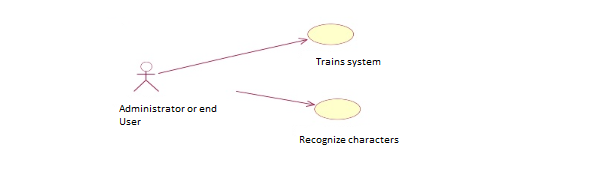 Trains system
Administrator or end
User
Recognize characters